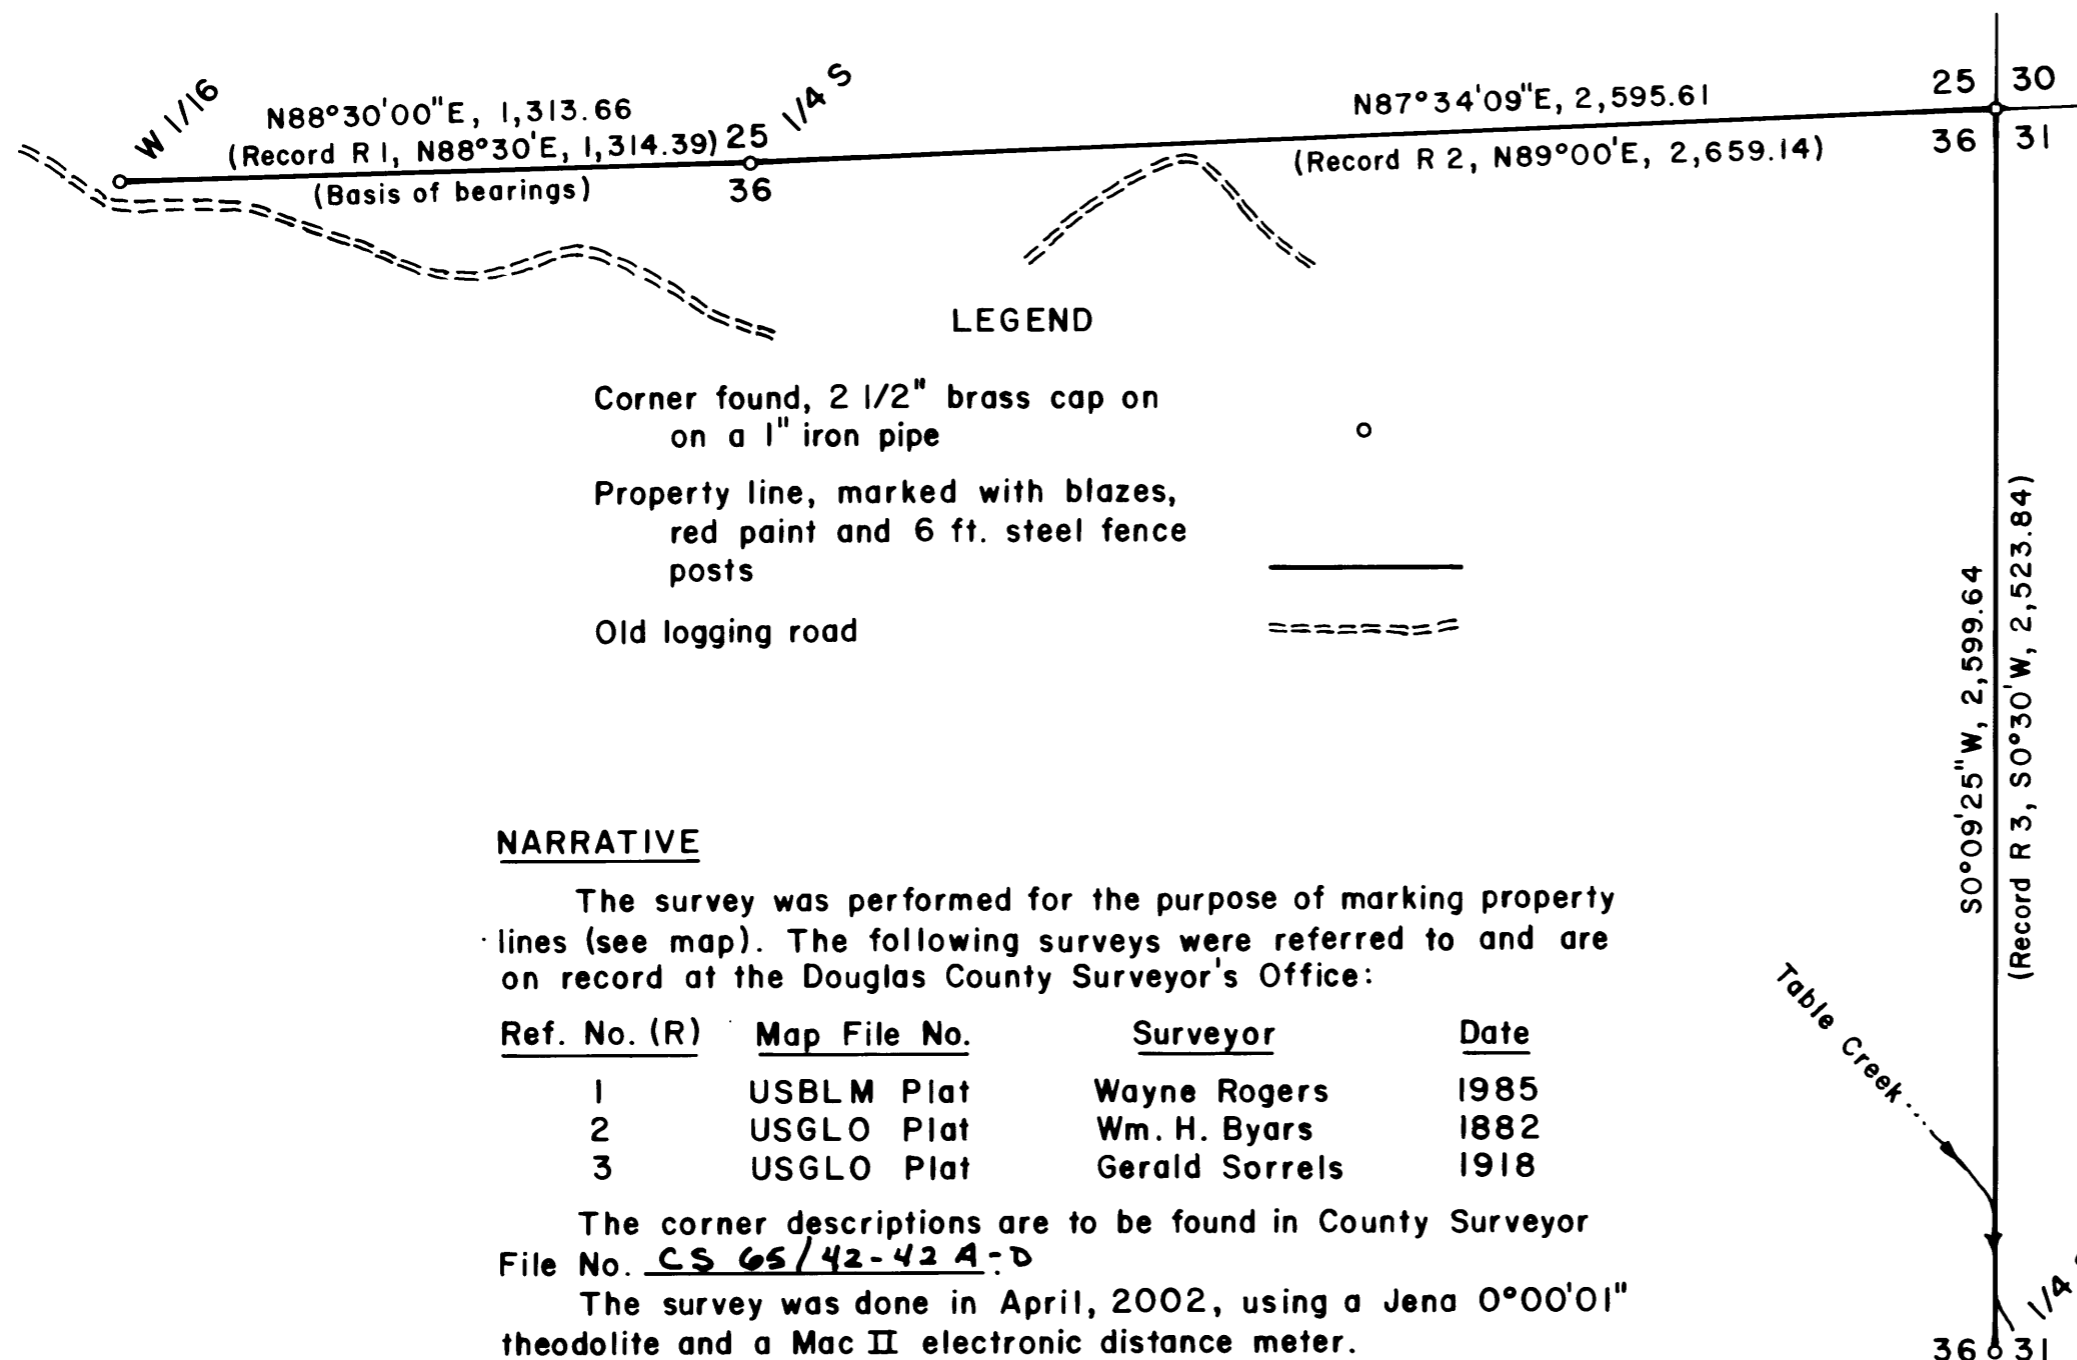 W 1/16
N88°30'00"E, 1,313.66
(Record R 1, N88°30'E, 1,314.39)
(Basis of bearings)
25
36
1/4 S
N87°34'09"E, 2,595.61
(Record R 2, N89°00'E, 2,659.14)
25 30
36 31
LEGEND
Corner found, 2 1/2" brass cap on
on a 1" iron pipe
Property line, marked with blazes,
red paint and 6 ft. steel fence
posts
Old logging road
S0°09'25"W, 2,599.64
(Record R 3, S0°30'W, 2,523.84)
NARRATIVE
The survey was performed for the purpose of marking property
lines (see map). The following surveys were referred to and are
on record at the Douglas County Surveyor's Office:
Ref. No. (R) Map File No. Surveyor Date
1 USBLM Plat Wayne Rogers 1985
2 USGLO Plat Wm. H. Byars 1882
3 USGLO Plat Gerald Sorrels 1918
The corner descriptions are to be found in County Surveyor
File No. CS 65/42-42 A-D
The survey was done in April, 2002, using a Jena 0°00'01"
theodolite and a Mac II electronic distance meter.
Table Creek
1/4
36 31